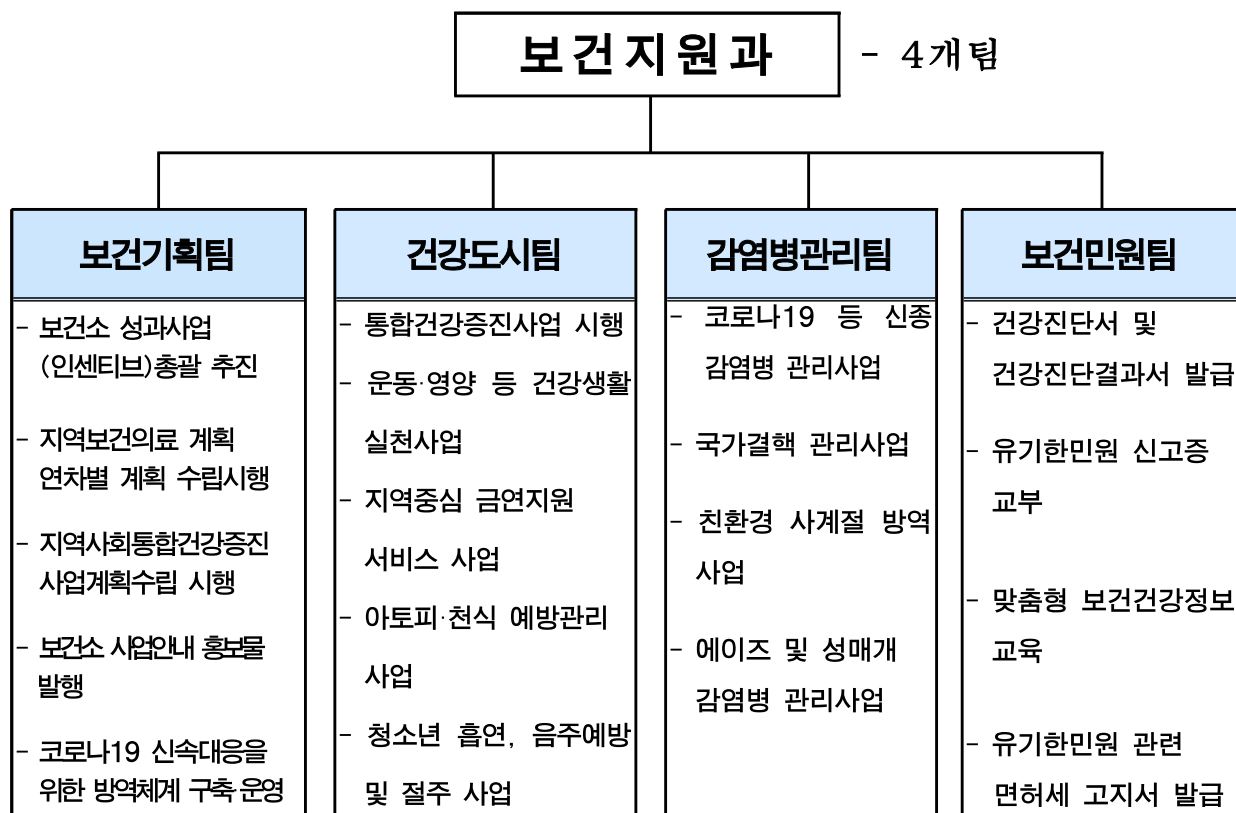 보건지원과 - 4개팀
보건기획팀
- 보건소 성과사업
(인센티브)총괄 추진
- 지역보건의료 계획
연차별 계획 수립시행
- 지역사회통합건강증진
사업계획수립 시행
- 보건소 사업안내 홍보물
발행
- 코로나19 신속대응을
위한 방역체계 구축·운영
건강도시팀
- 통합건강증진사업 시행
- 운동·영양 등 건강생활
실천사업
- 지역중심 금연지원
서비스 사업
- 아토피·천식 예방관리
사업
- 청소년 흡연, 음주예방
및 절주 사업
감염병관리팀
- 코로나19 등 신종
감염병 관리사업
- 국가결핵 관리사업
- 친환경 사계절 방역
사업
- 에이즈 및 성매개
감염병 관리사업
보건민원팀
- 건강진단서 및
건강진단결과서 발급
- 유기한민원 신고증
교부
- 맞춤형 보건건강정보
교육
- 유기한민원 관련
면허세 고지서 발급